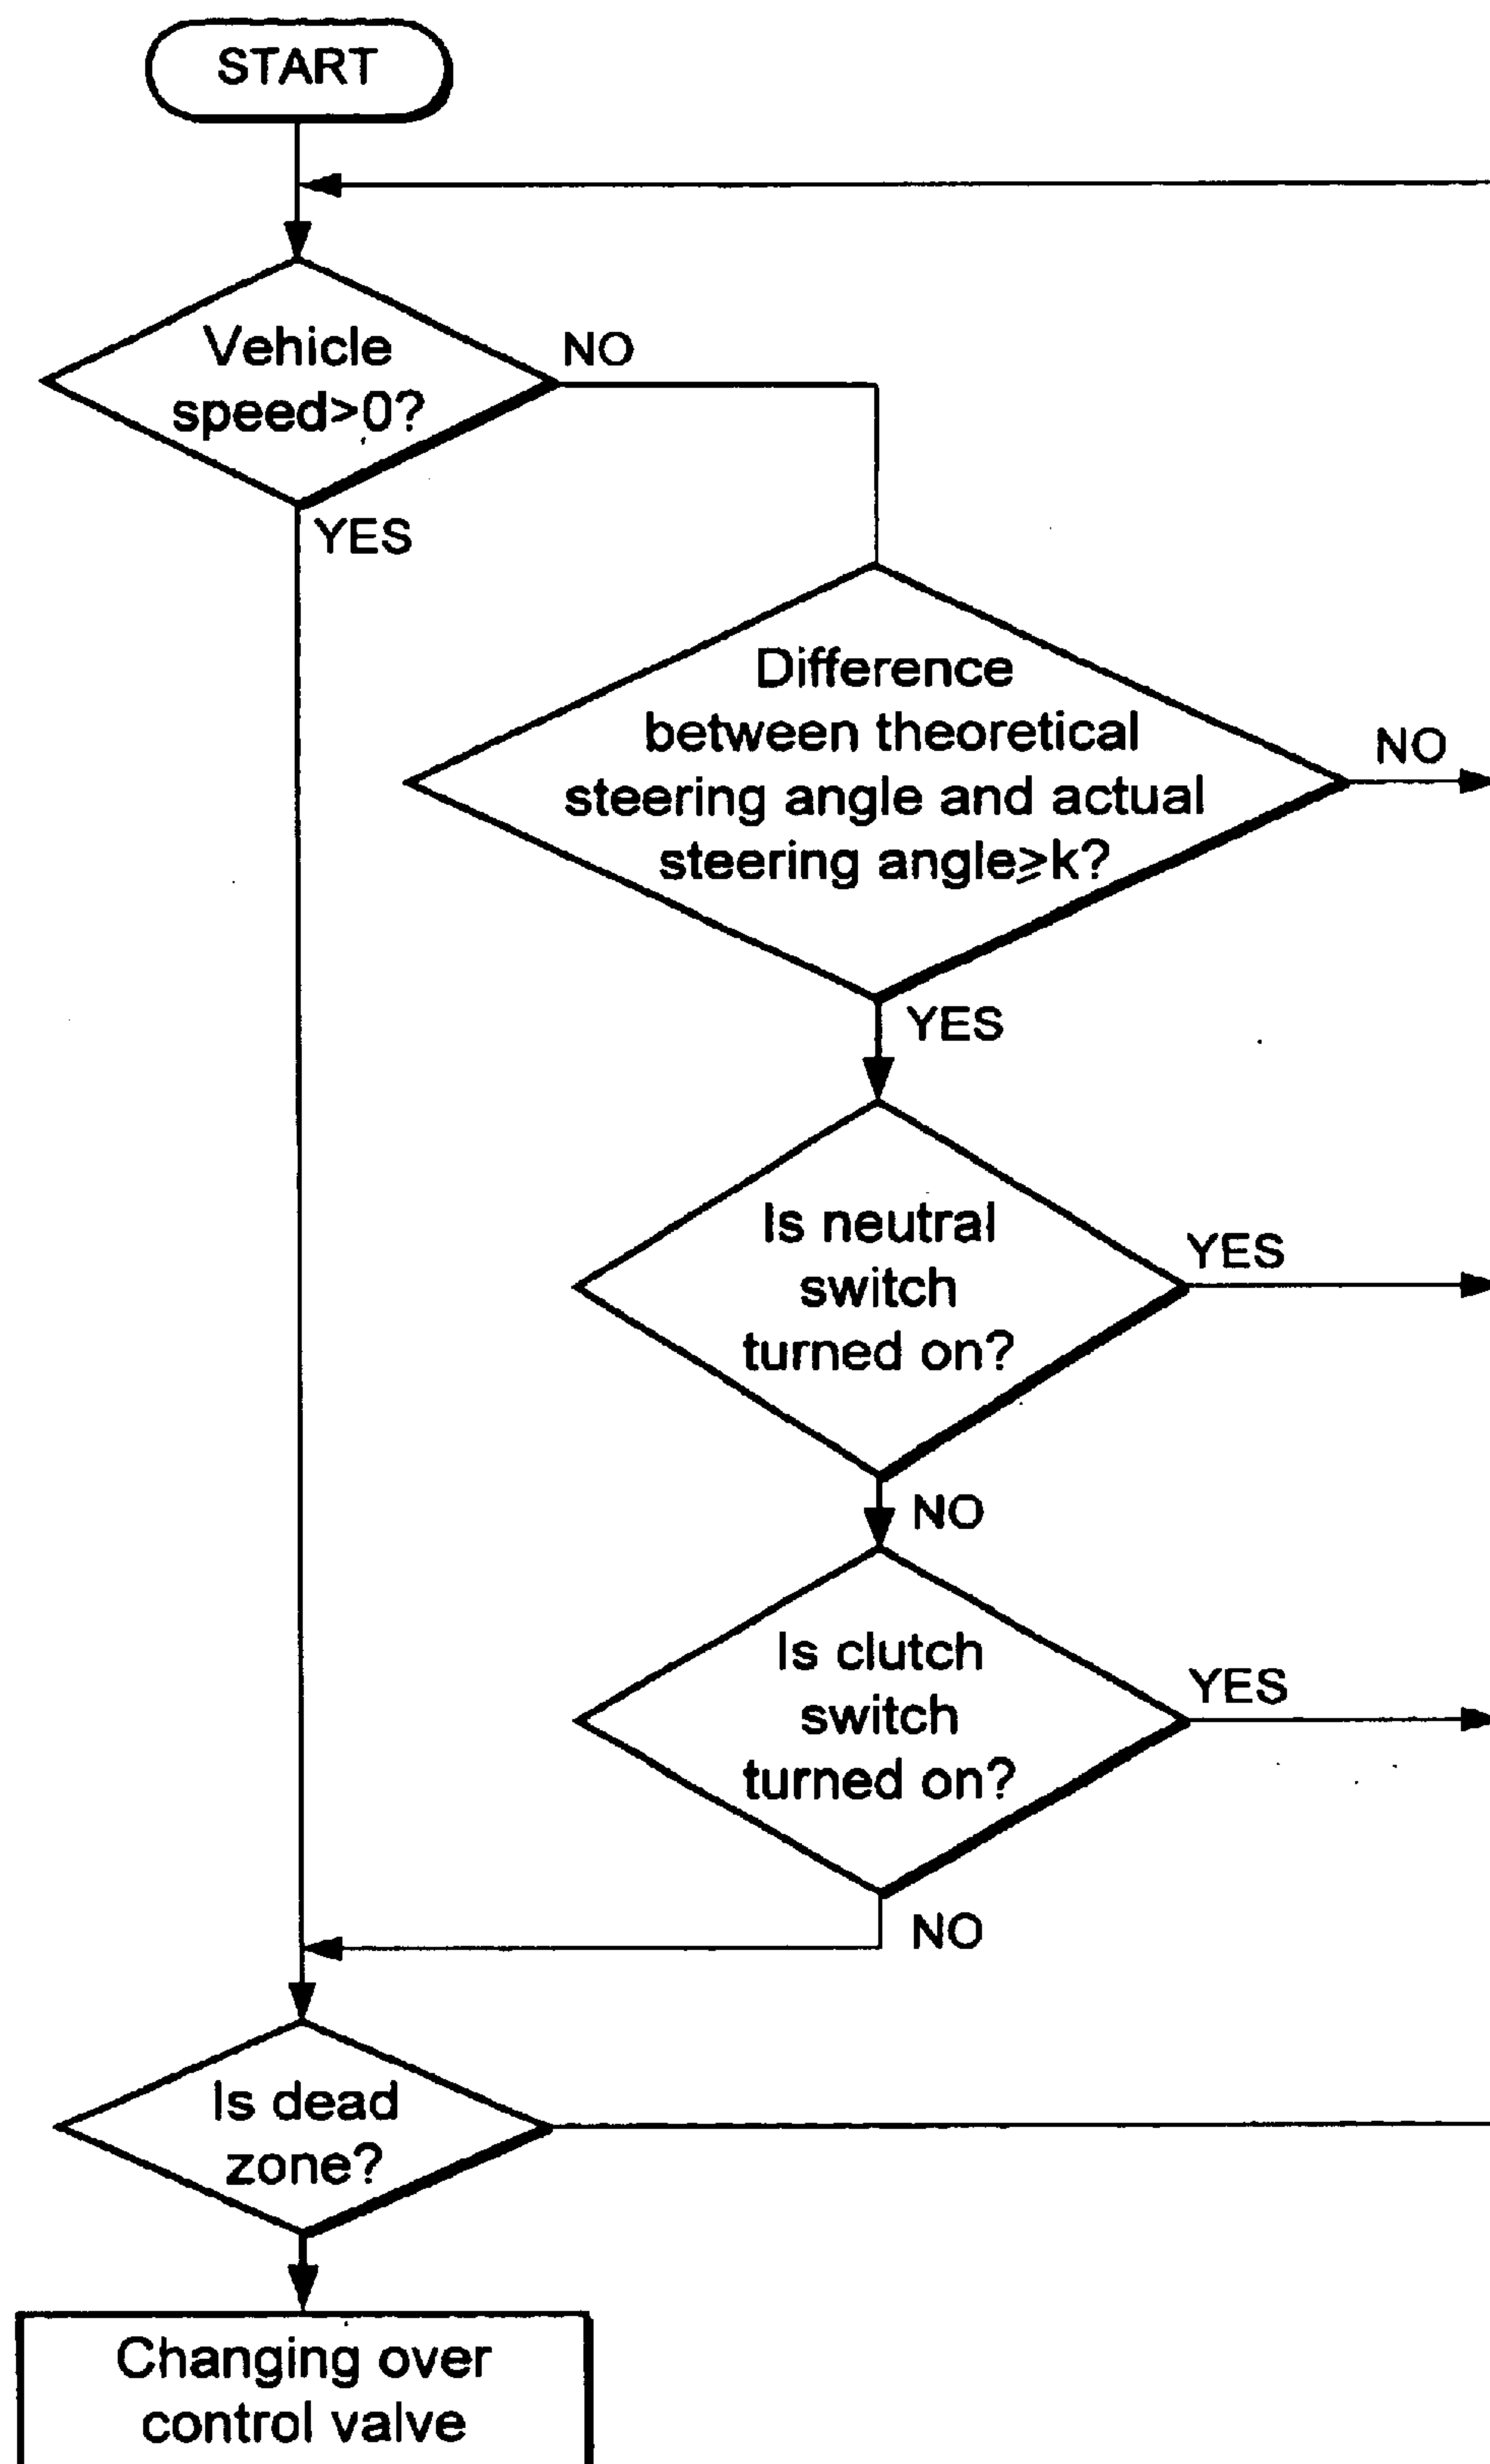 START
Vehicle
speed>0?
NO
YES
Difference
between theoretical
steering angle and actual
steering angle≥k?
NO
YES
Is neutral
switch
turned on?
YES
NO
Is clutch
switch
turned on?
YES
NO
Is dead
zone?
Changing over
control valve